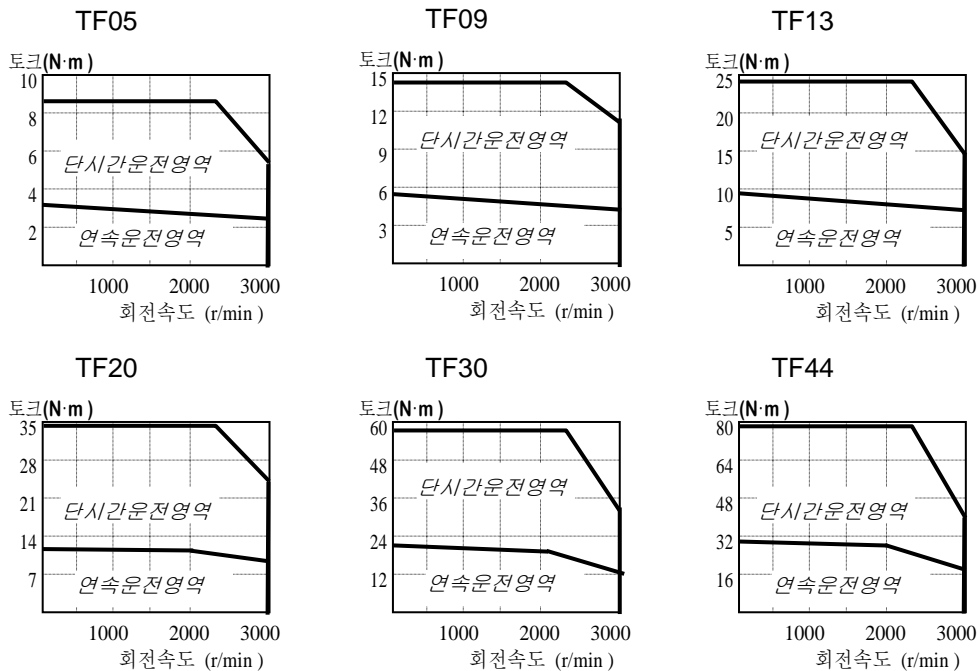 TF05
토크(N·m )
10
8
6
4
2
단시간운전영역
연속운전영역
1000 2000 3000
회전속도 (r/min )
TF09
토크(N·m )
15
12
9
6
3
단시간운전영역
연속운전영역
1000 2000 3000
회전속도 (r/min )
TF13
토크(N·m )
25
20
15
10
5
단시간운전영역
연속운전영역
1000 2000 3000
회전속도 (r/min )
TF20
토크(N·m )
35
28
21
14
7
단시간운전영역
연속운전영역
1000 2000 3000
회전속도 (r/min )
TF30
토크(N·m )
60
48
36
24
12
단시간운전영역
연속운전영역
1000 2000 3000
회전속도 (r/min )
TF44
토크(N·m )
80
64
48
32
16
단시간운전영역
연속운전영역
1000 2000 3000
회전속도 (r/min )